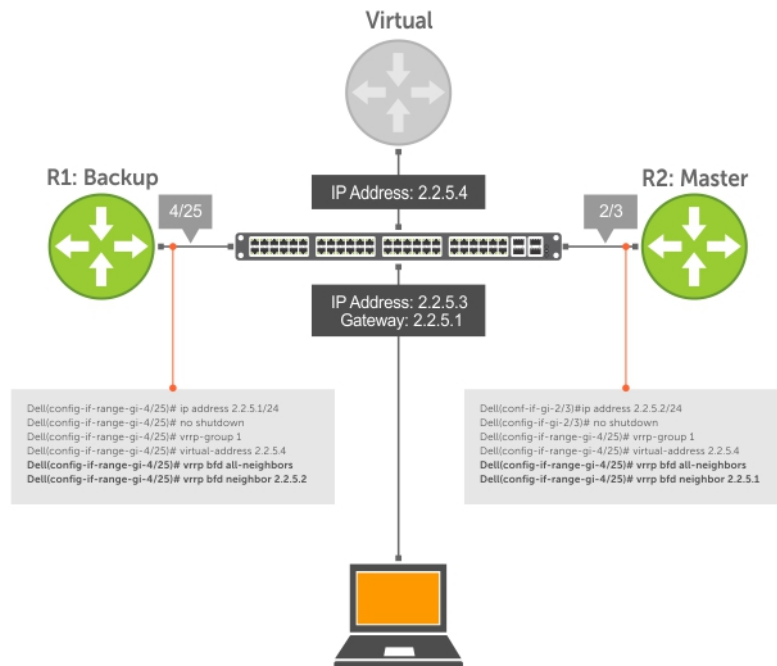 Virtual
R1: Backup
4/25
IP Address: 2.2.5.4
R2: Master
2/3
IP Address: 2.2.5.3
Gateway: 2.2.5.1
Dell(config-if-range-gi-4/25)# ip address 2.2.5.1/24
Dell(config-if-range-gi-4/25)# no shutdown
Dell(config-if-range-gi-4/25)# vrrp-group 1
Dell(config-if-range-gi-4/25)# virtual-address 2.2.5.4
Dell(config-if-range-gi-4/25)# vrrp bfd all-neighbors
Dell(config-if-range-gi-4/25)# vrrp bfd neighbor 2.2.5.2
Dell(conf-if-gi-2/3)#ip address 2.2.5.2/24
Dell(config-if-gi-2/3)# no shutdown
Dell(config-if-range-gi-4/25)# vrrp-group 1
Dell(config-if-range-gi-4/25)# virtual-address 2.2.5.4
Dell(config-if-range-gi-4/25)# vrrp bfd all-neighbors
Dell(config-if-range-gi-4/25)# vrrp bfd neighbor 2.2.5.1